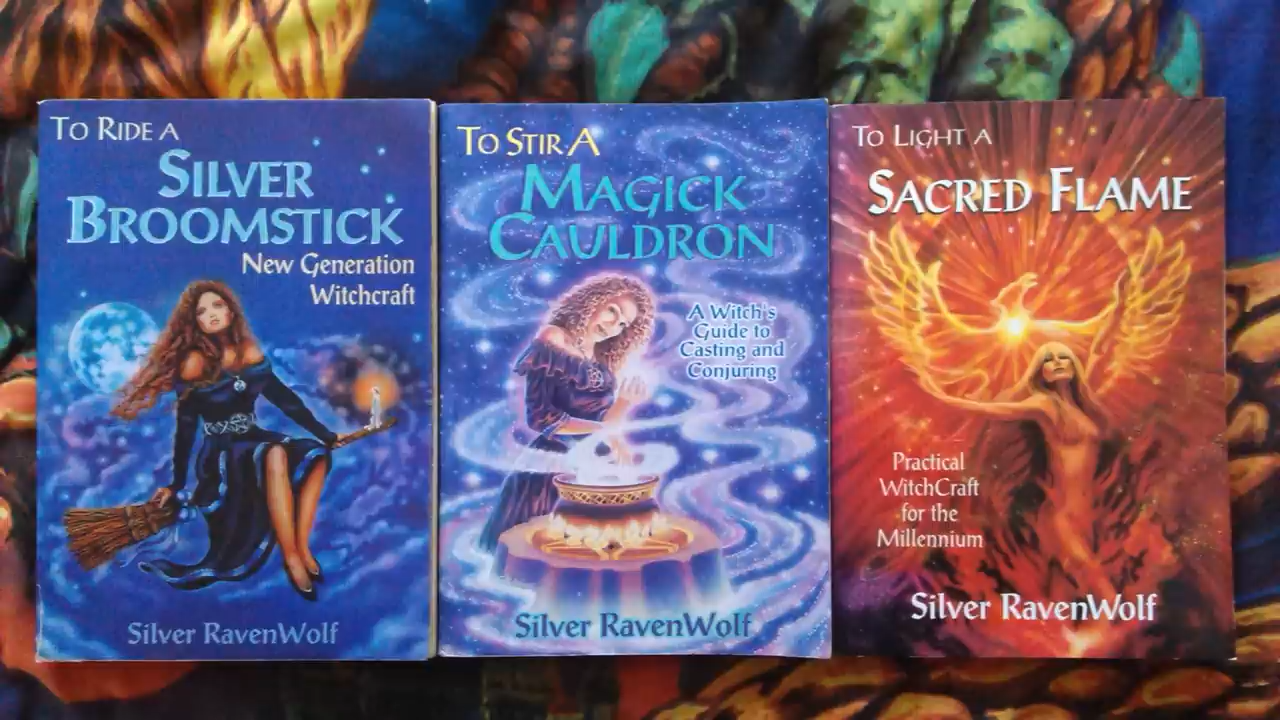 To Ride A
Silver
Broomstick
New Generation
Witchcraft
Silver RavenWolf
To Stir A
Magick
Cauldron
A Witch's
Guide to
Casting and
Conjuring
Silver RavenWolf
To Light A
Sacred Flame
Practical
WitchCraft
for the
Millennium
Silver RavenWolf